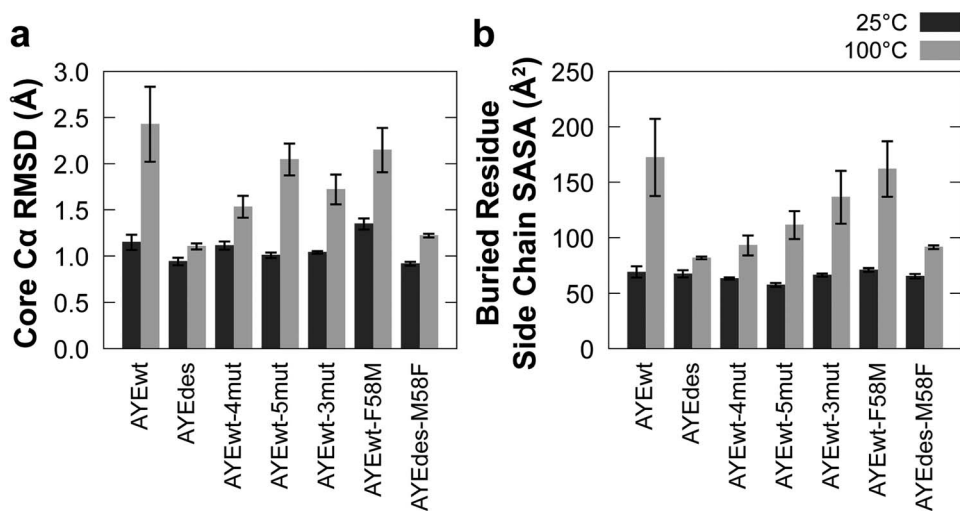 25°C
100°C
a
Core Cα RMSD (Å)
3.0
2.5
2.0
1.5
1.0
0.5
0.0
AYEwt
AYEdes
AYEwt-4mut
AYEwt-5mut
AYEwt-3mut
AYEwt-F58M
AYEdes-M58F
b
Buried Residue
Side Chain SASA (Å²)
250
200
150
100
50
0
AYEwt
AYEdes
AYEwt-4mut
AYEwt-5mut
AYEwt-3mut
AYEwt-F58M
AYEdes-M58F